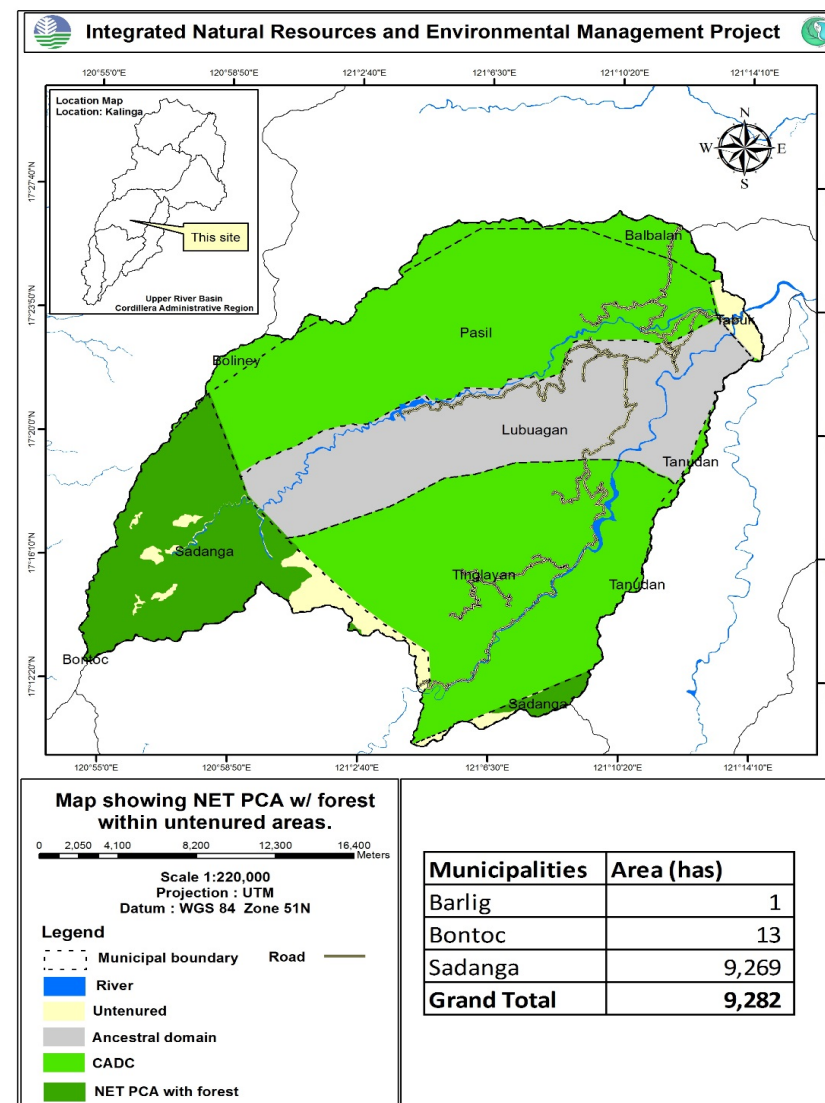 Integrated Natural Resources and Environmental Management Project
120°55'0"E 120°58'50"E 121°2'40"E 121°6'30"E 121°10'20"E 121°14'10"E
Location Map
Location: Kalinga
This site
Upper River Basin
Cordillera Administrative Region
N
W E
S
17°27'40"N
17°23'50"N
17°20'0"N
17°16'10"N
17°12'20"N
Balbalan
Pasil
Tabuk
Boliney
Lubuagan
Tanudan
Sadanga
Tinglayan
Tanudan
Bontoc
Sadanga
120°55'0"E 120°58'50"E 121°2'40"E 121°6'30"E 121°10'20"E 121°14'10"E
Map showing NET PCA w/ forest
within untenured areas.
0 2,050 4,100 8,200 12,300 16,400
Meters
Scale 1:220,000
Projection : UTM
Datum : WGS 84 Zone 51N
Legend
Municipal boundary Road
River
Untenured
Ancestral domain
CADC
NET PCA with forest
Municipalities Area (has)
Barlig 1
Bontoc 13
Sadanga 9,269
Grand Total 9,282